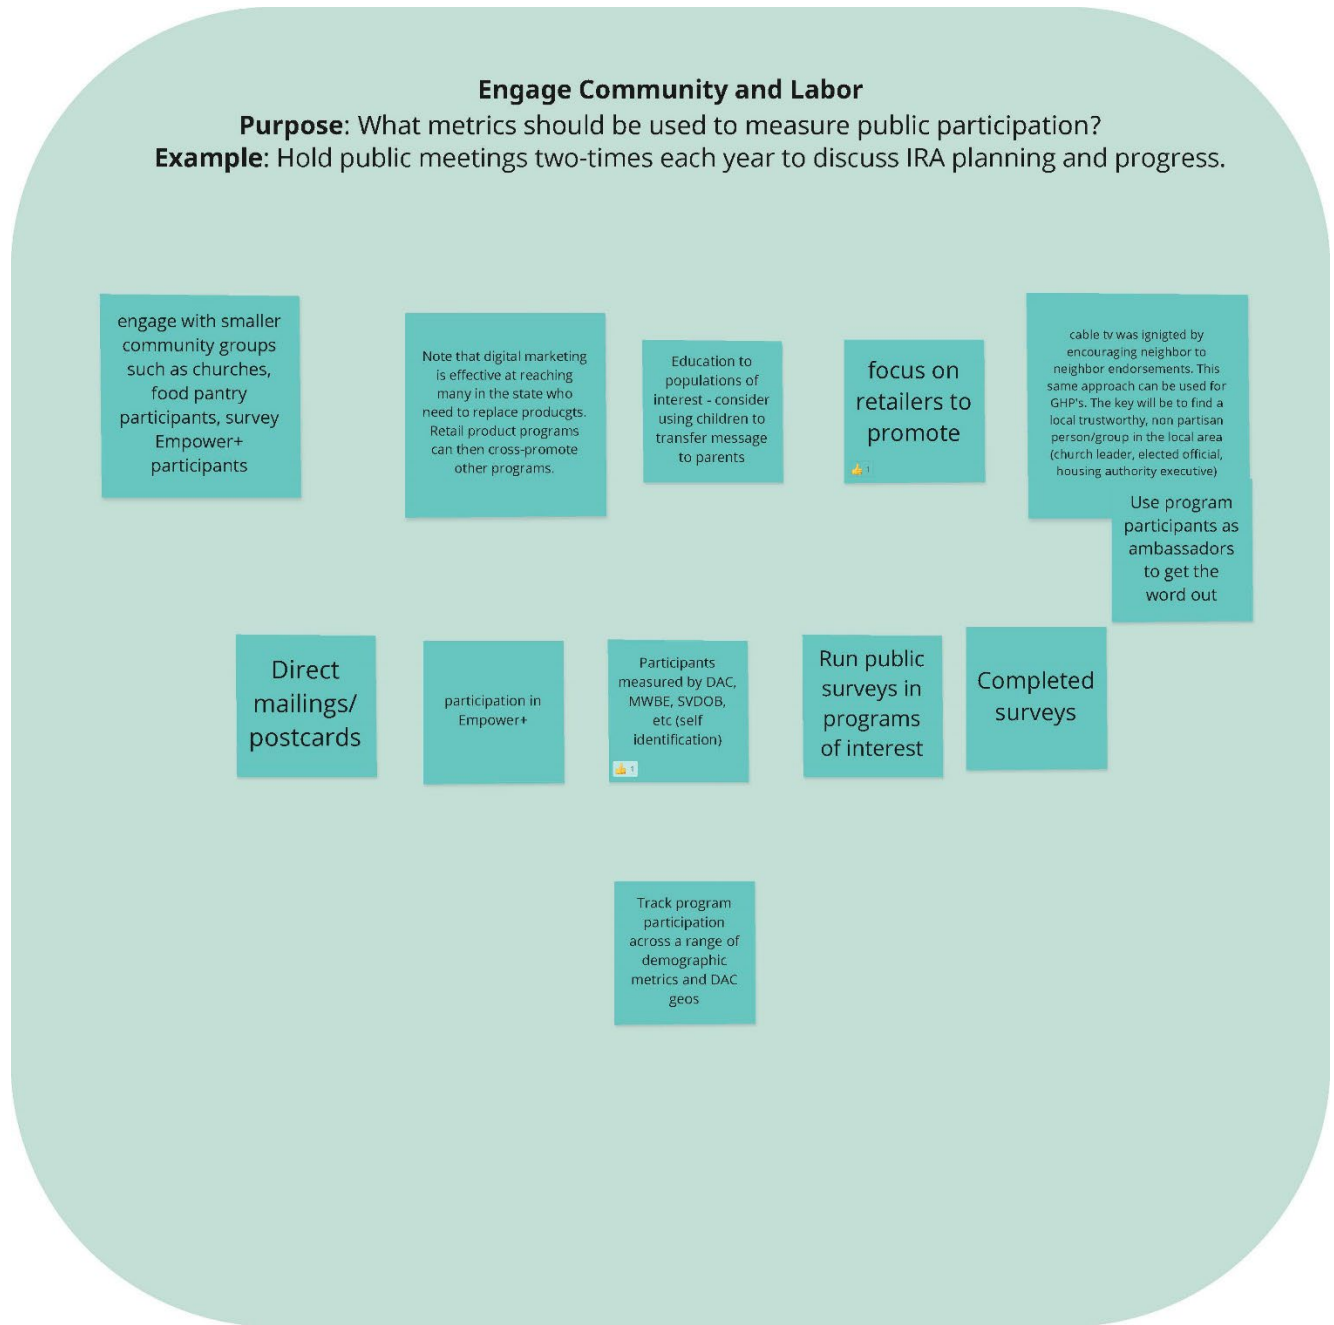 Engage Community and Labor
Purpose: What metrics should be used to measure public participation?
Example: Hold public meetings two-times each year to discuss IRA planning and progress.
engage with smaller
community groups
such as churches,
food pantry
participants, survey
Empower+
participants
Note that digital marketing
is effective at reaching
many in the state who
need to replace producgts.
Retail product programs
can then cross-promote
other programs.
Education to
populations of
interest - consider
using children to
transfer message
to parents
focus on
retailers to
promote
👍 1
cable tv was ignigted by
encouraging neighbor to
neighbor endorsements. This
same approach can be used for
GHP's. The key will be to find a
local trustworthy, non partisan
person/group in the local area
(church leader, elected official,
housing authority executive)
Use program
participants as
ambassadors
to get the
word out
Direct
mailings/
postcards
participation in
Empower+
Participants
measured by DAC,
MWBE, SVDOB,
etc (self
identification)
👍 1
Run public
surveys in
programs
of interest
Completed
surveys
Track program
participation
across a range of
demographic
metrics and DAC
geos